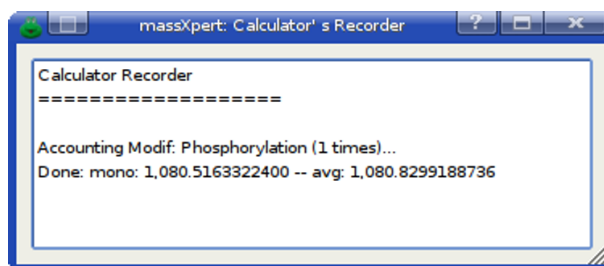 massXpert: Calculator' s Recorder
Calculator Recorder
===================
Accounting Modif: Phosphorylation (1 times)...
Done: mono: 1,080.5163322400 -- avg: 1,080.8299188736